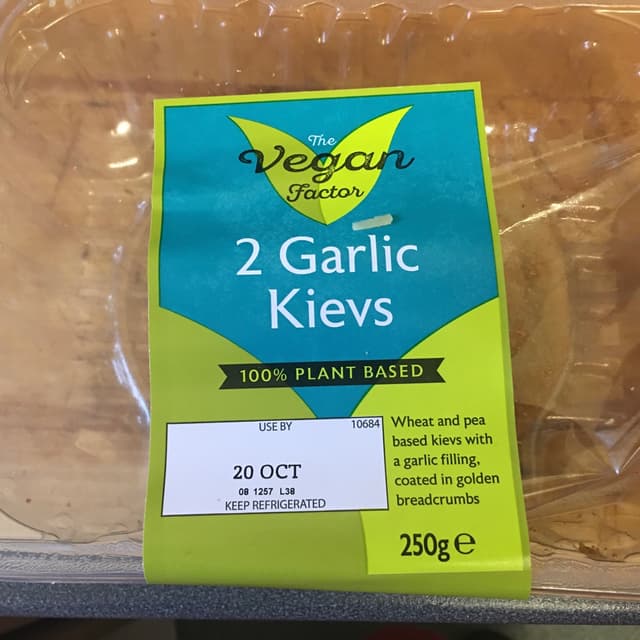 The
Vegan
Factor
2 Garlic
Kievs
100% PLANT BASED
USE BY 10684
20 OCT
08 1257 L38
KEEP REFRIGERATED
Wheat and pea
based kievs with
a garlic filling,
coated in golden
breadcrumbs
250g e